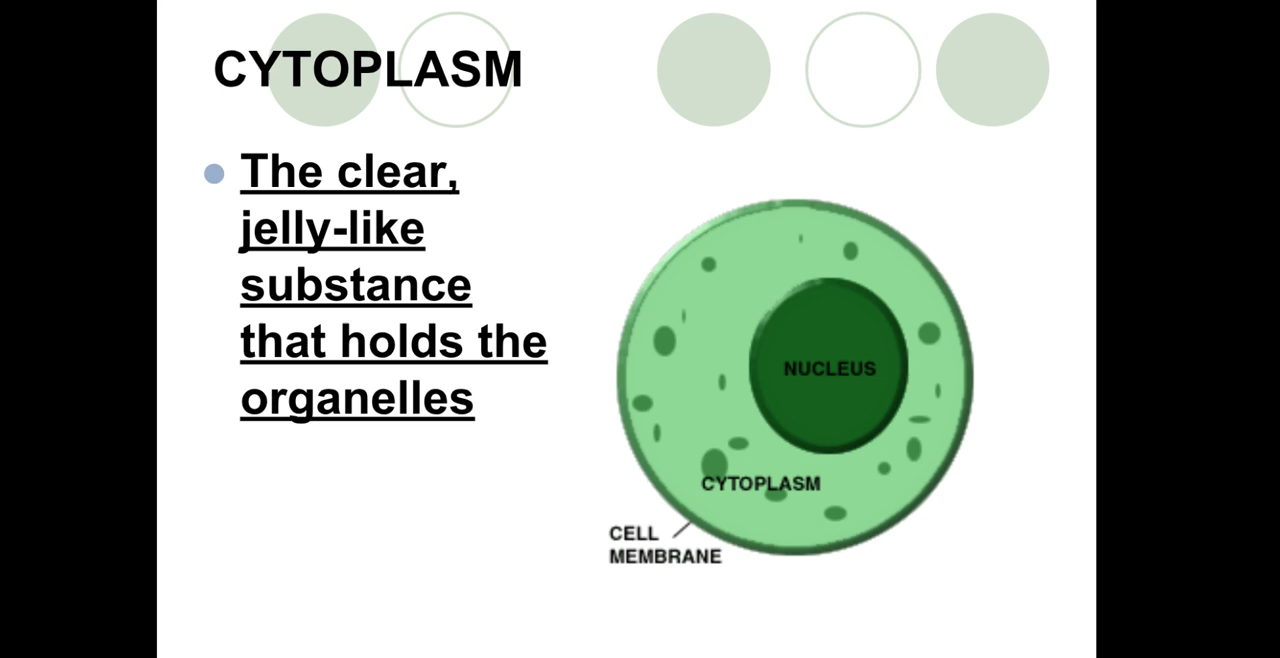 CYTOPLASM
The clear,
jelly-like
substance
that holds the
organelles
NUCLEUS
CYTOPLASM
CELL
MEMBRANE